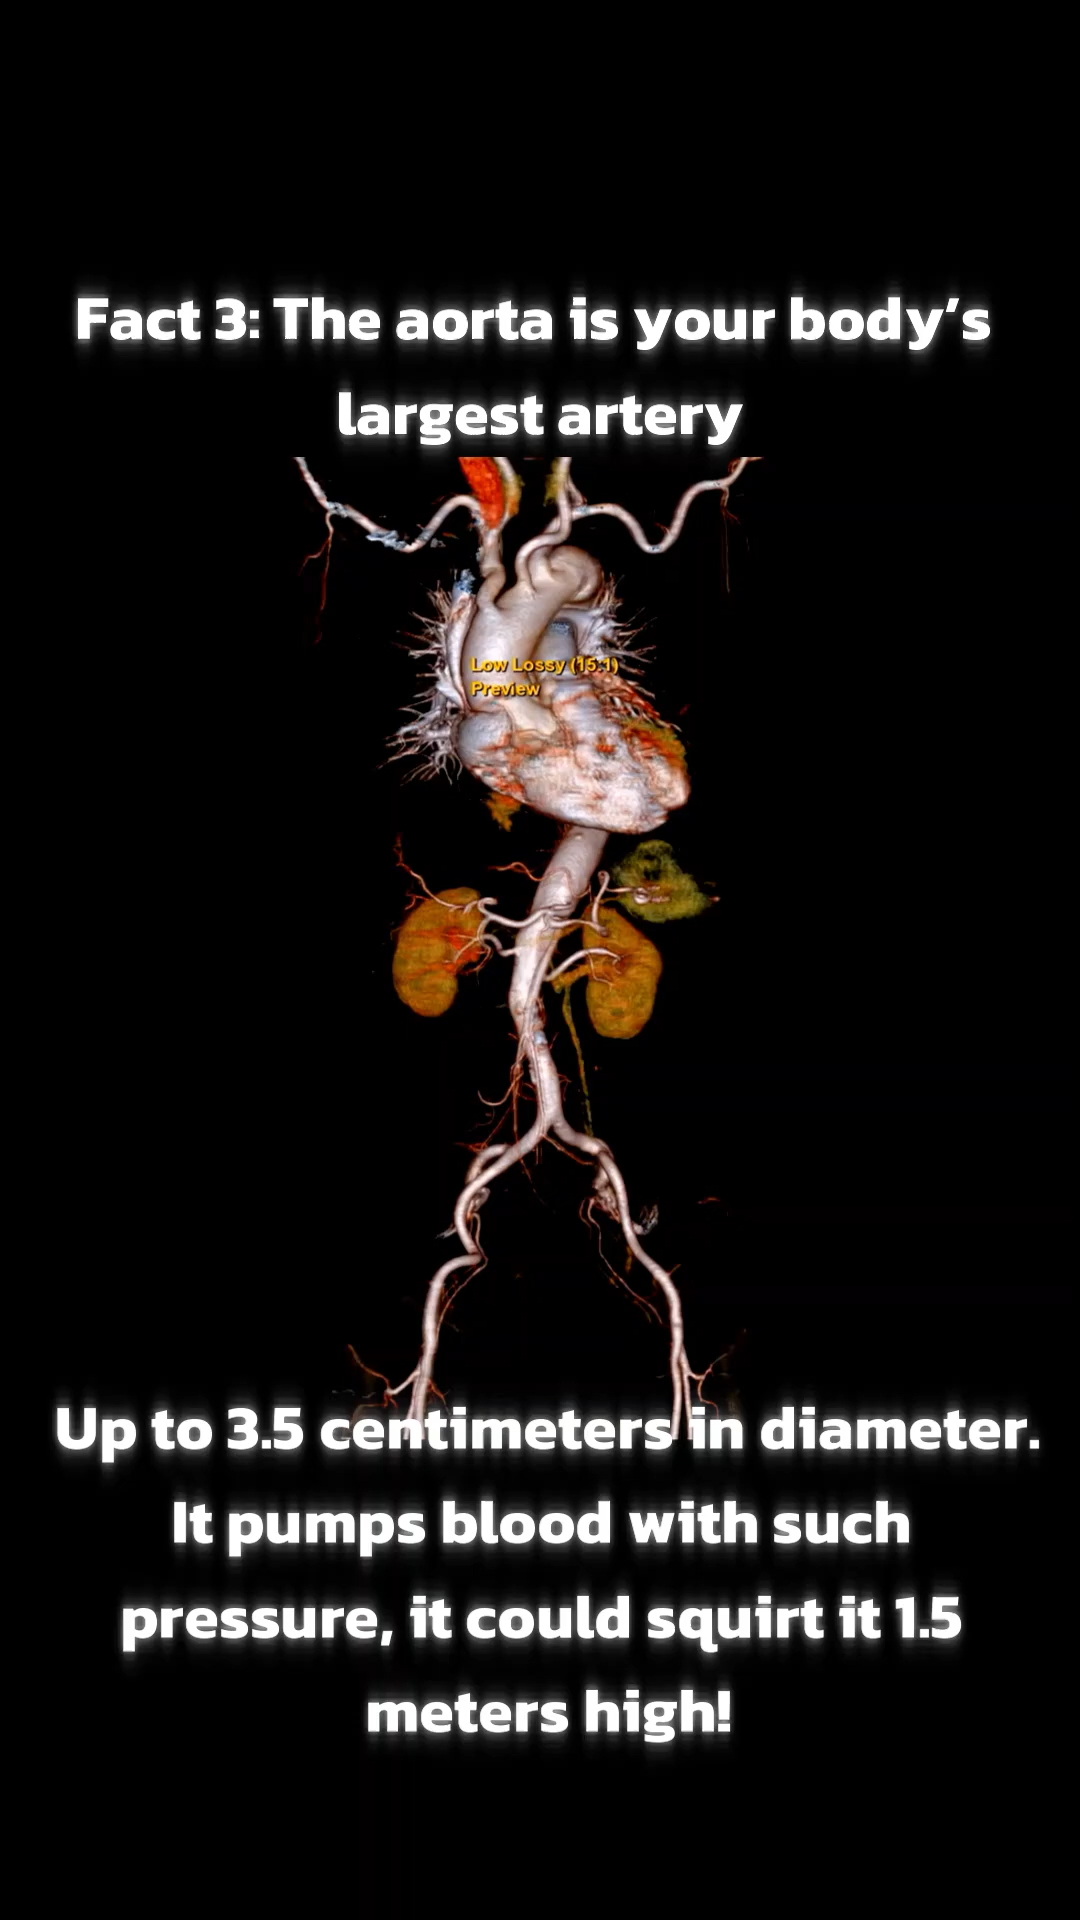 Fact 3: The aorta is your body’s
largest artery
Low Lossy (15:1)
Preview
Up to 3.5 centimeters in diameter.
It pumps blood with such
pressure, it could squirt it 1.5
meters high!